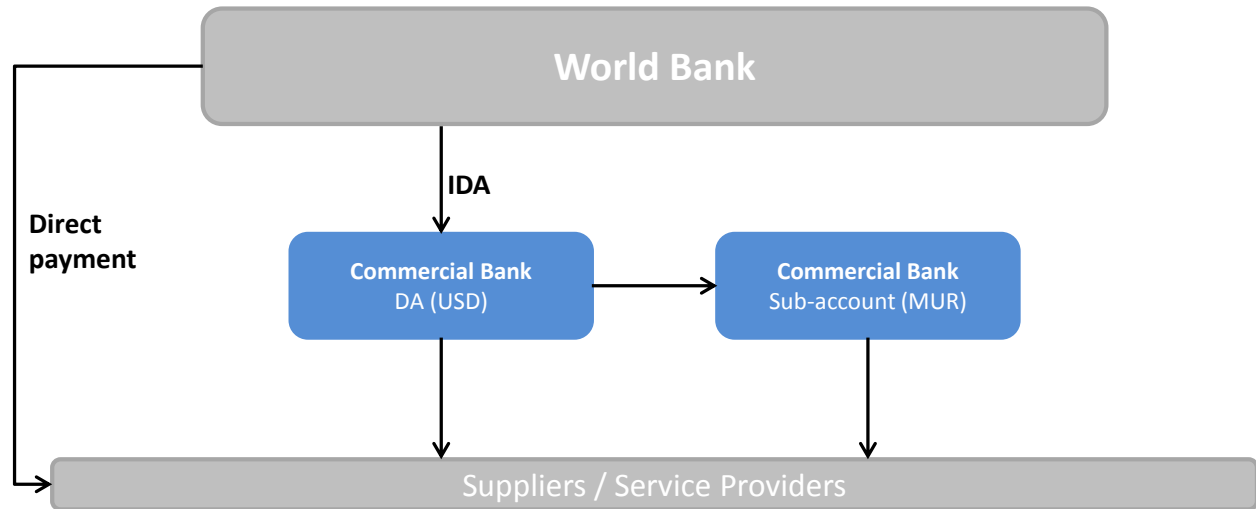 World Bank
IDA
Direct
payment
Commercial Bank
DA (USD)
Commercial Bank
Sub-account (MUR)
Suppliers / Service Providers